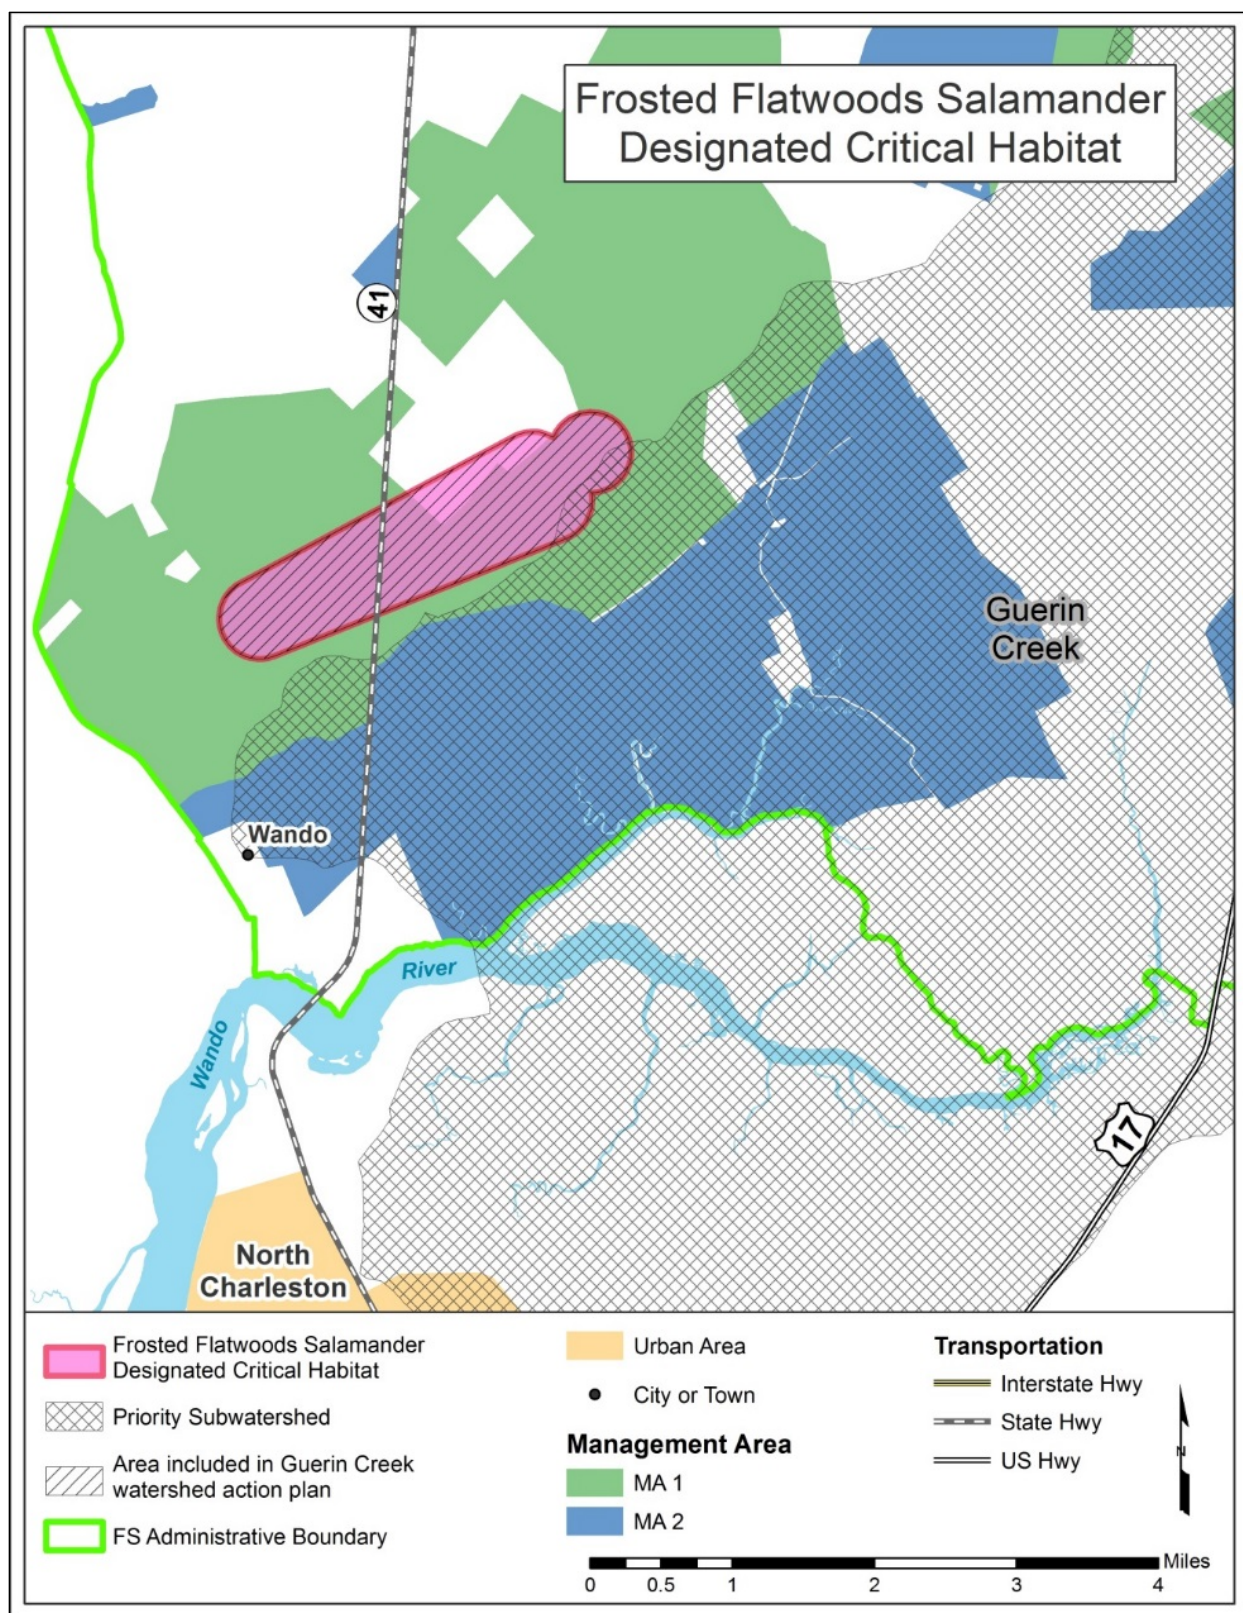 Frosted Flatwoods Salamander
Designated Critical Habitat
41
Guerin
Creek
Wando
River
Wando
17
North
Charleston
Frosted Flatwoods Salamander
Designated Critical Habitat
Priority Subwatershed
Area included in Guerin Creek
watershed action plan
FS Administrative Boundary
Urban Area
City or Town
Management Area
MA 1
MA 2
Transportation
Interstate Hwy
State Hwy
US Hwy
N
Miles
0 0.5 1 2 3 4